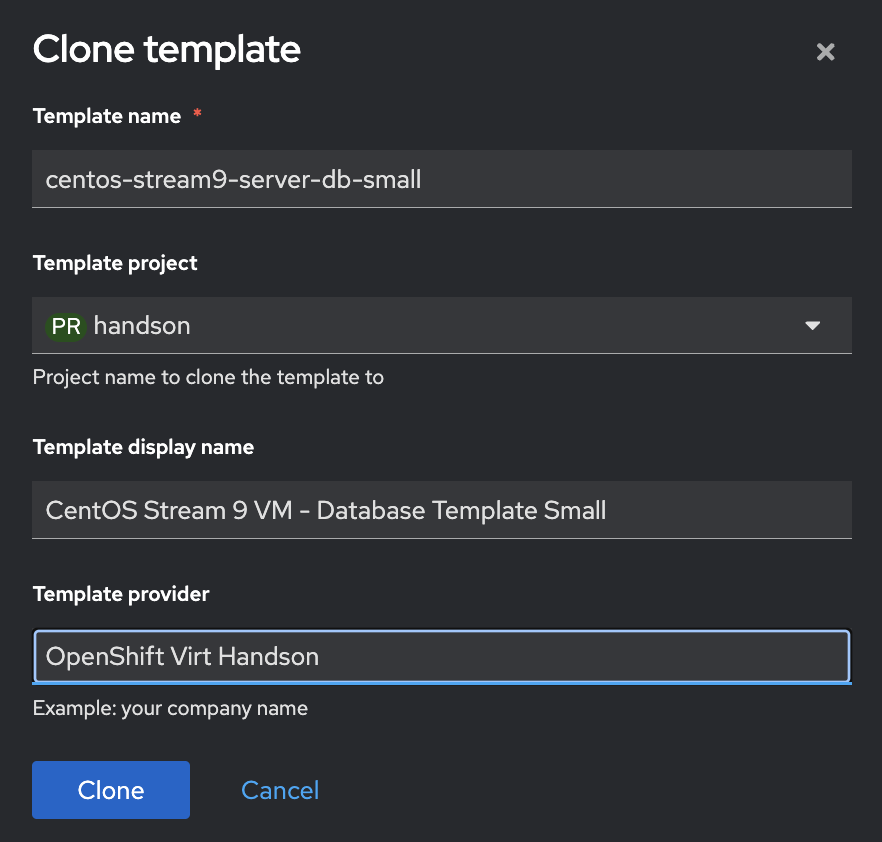 Clone template
Template name *
centos-stream9-server-db-small
Template project
PR handson
Project name to clone the template to
Template display name
CentOS Stream 9 VM - Database Template Small
Template provider
OpenShift Virt Handson
Example: your company name
Clone Cancel